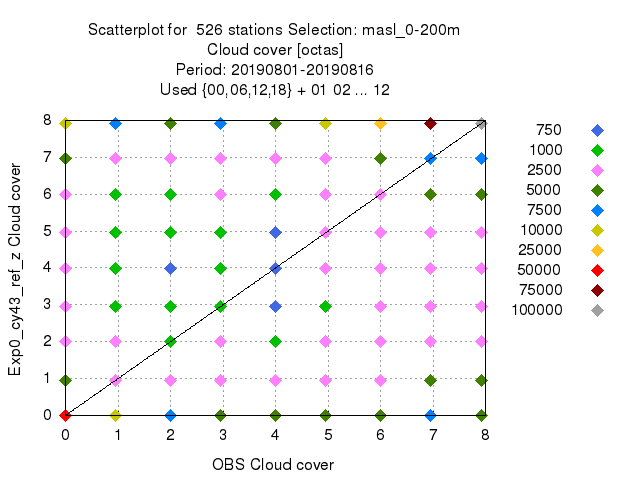 Scatterplot for 526 stations Selection: masl_0-200m
Cloud cover [octas]
Period: 20190801-20190816
Used {00,06,12,18} + 01 02 ... 12
Exp0_cy43_ref_z Cloud cover
8
7
6
5
4
3
2
1
0
0 1 2 3 4 5 6 7 8
OBS Cloud cover
750
1000
2500
5000
7500
10000
25000
50000
75000
100000